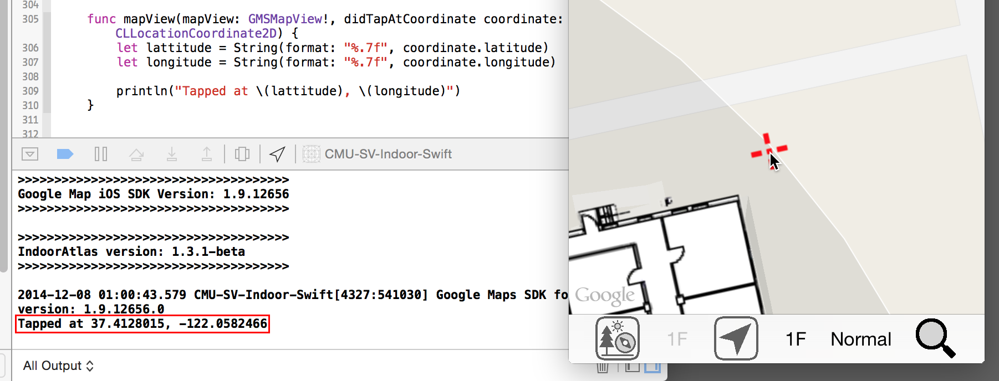 304
305 func mapView(mapView: GMSMapView!, didTapAtCoordinate coordinate:
CLLocationCoordinate2D) {
306 let lattitude = String(format: "%.7f", coordinate.latitude)
307 let longitude = String(format: "%.7f", coordinate.longitude)
308
309 println("Tapped at \(lattitude), \(longitude)")
310 }
311
312
CMU-SV-Indoor-Swift
>>>>>>>>>>>>>>>>>>>>>>>>>>>>>>>>>>>>>
Google Map iOS SDK Version: 1.9.12656
>>>>>>>>>>>>>>>>>>>>>>>>>>>>>>>>>>>>>
>>>>>>>>>>>>>>>>>>>>>>>>>>>>>>>>>>>>>
IndoorAtlas version: 1.3.1-beta
>>>>>>>>>>>>>>>>>>>>>>>>>>>>>>>>>>>>>
2014-12-08 01:00:43.579 CMU-SV-Indoor-Swift[4327:541030] Google Maps SDK fo
version: 1.9.12656.0
Tapped at 37.4128015, -122.0582466
All Output
Google
1F 1F Normal